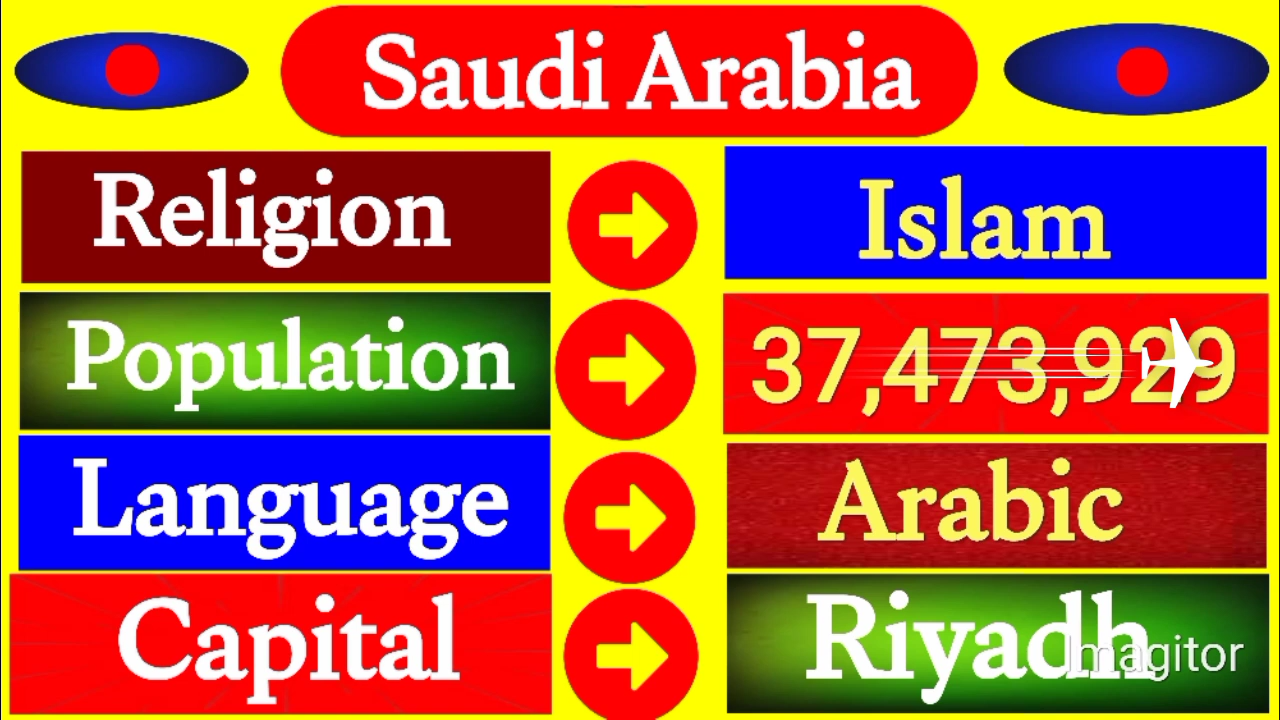 Saudi Arabia
Religion Islam
Population 37,473,929
Language Arabic
Capital Riyadh
Imagitor